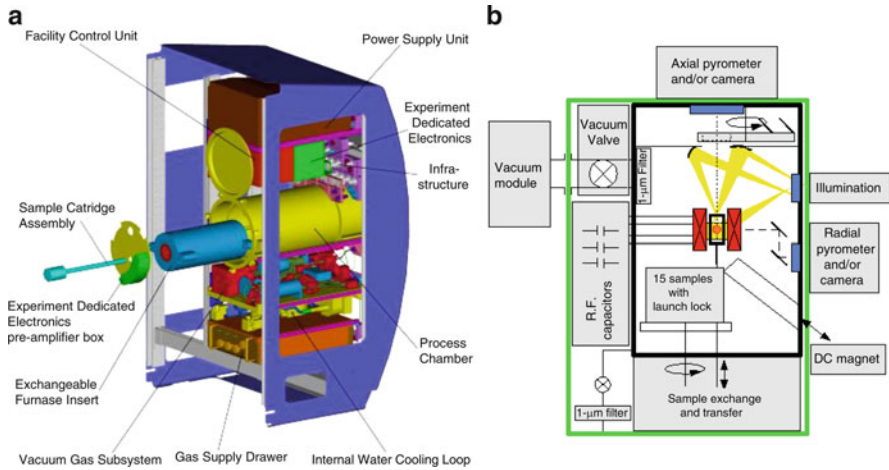 a
Facility Control Unit
Power Supply Unit
Experiment
Dedicated
Electronics
Infra-
structure
Sample Catridge
Assembly
Experiment Dedicated
Electronics
pre-amplifier box
Exchangeable
Furnase Insert
Process
Chamber
Vacuum Gas Subsystem
Gas Supply Drawer
Internal Water Cooling Loop
b
Axial pyrometer
and/or camera
Vacuum
Valve
Vacuum
module
1-µm Filter
Illumination
Radial
pyrometer
and/or
camera
R.F.
capacitors
15 samples
with
launch lock
DC magnet
1-µm filter
Sample exchange
and transfer